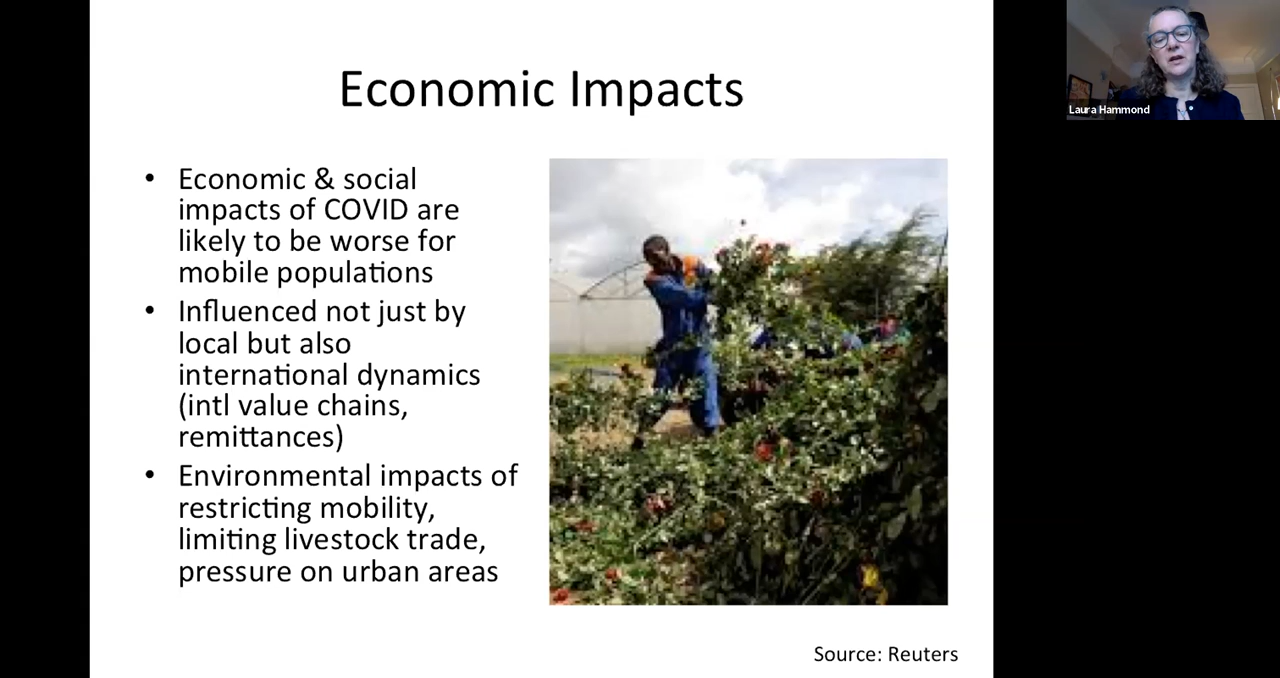 Economic Impacts
• Economic & social
impacts of COVID are
likely to be worse for
mobile populations
• Influenced not just by
local but also
international dynamics
(intl value chains,
remittances)
• Environmental impacts of
restricting mobility,
limiting livestock trade,
pressure on urban areas
Source: Reuters
Laura Hammond